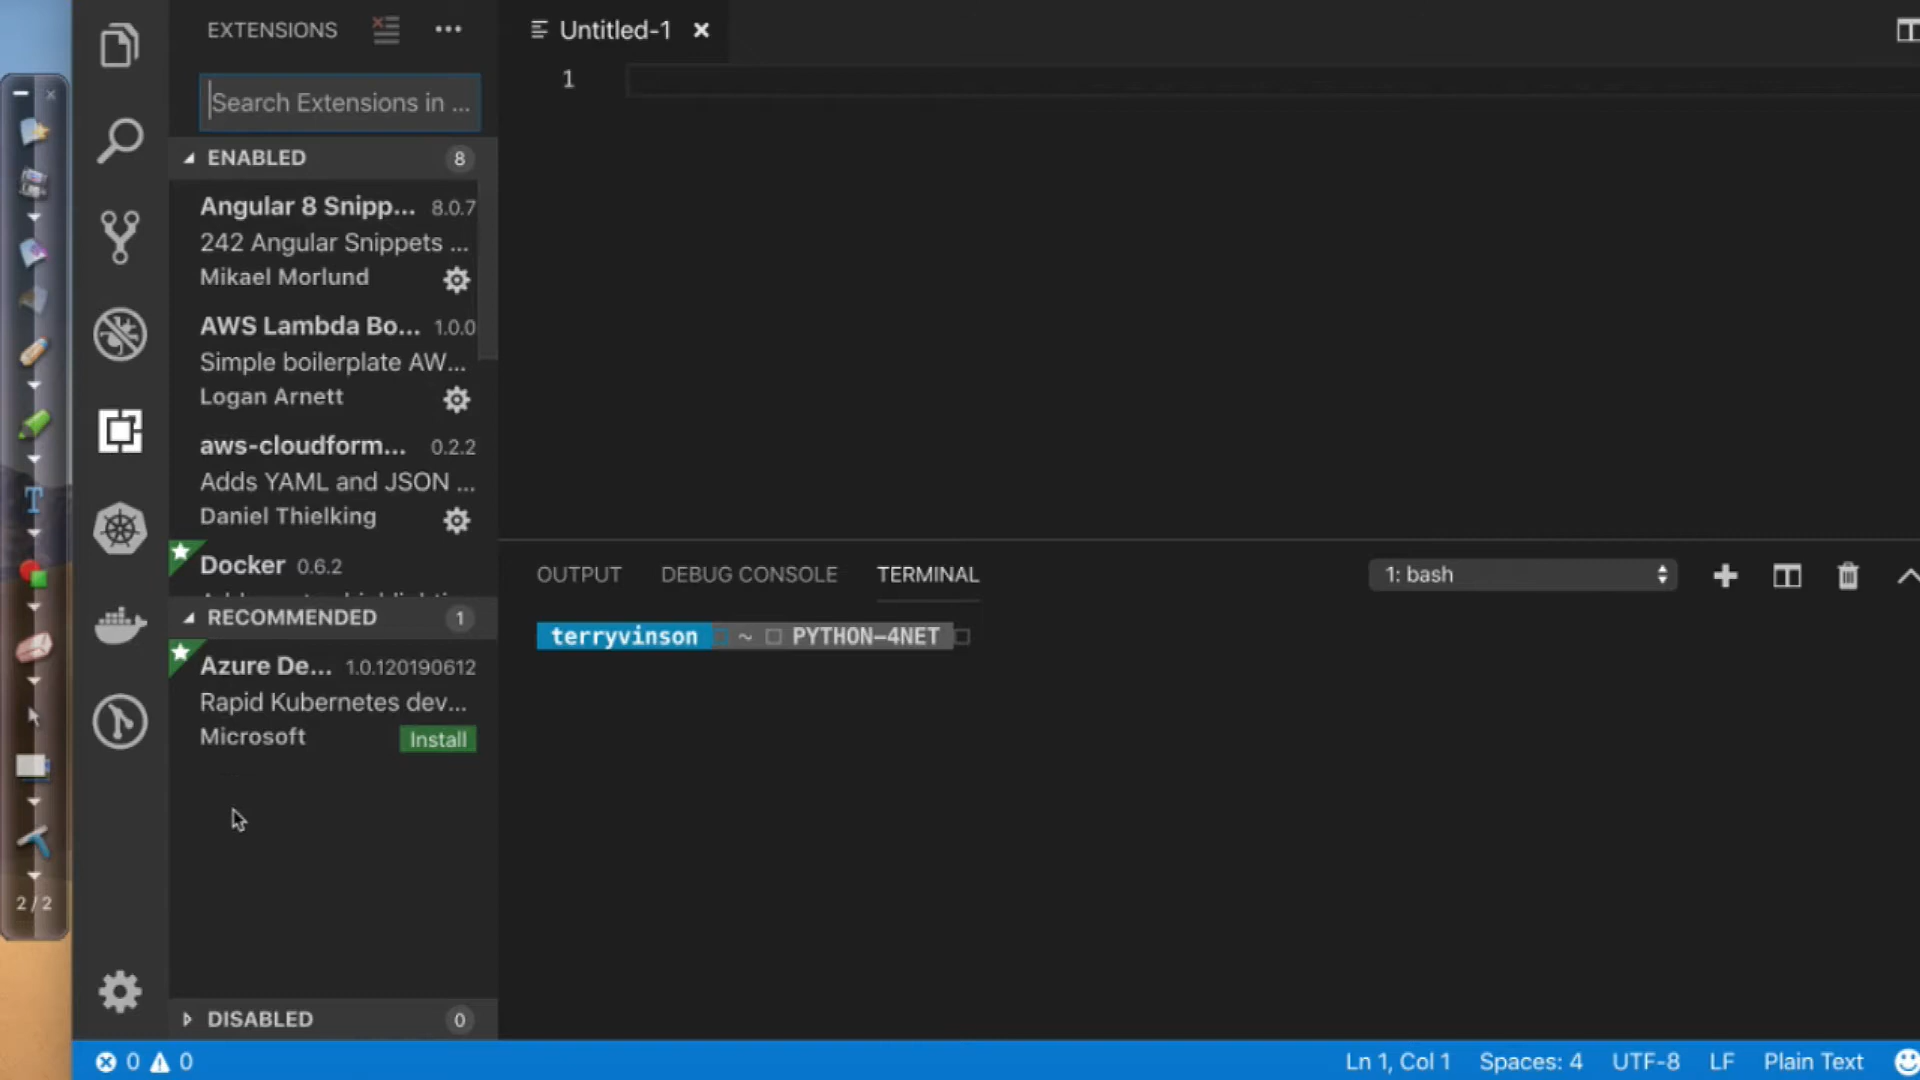 EXTENSIONS
Search Extensions in ...
ENABLED 8
Angular 8 Snipp... 8.0.7
242 Angular Snippets ...
Mikael Morlund
AWS Lambda Bo... 1.0.0
Simple boilerplate AW...
Logan Arnett
aws-cloudform... 0.2.2
Adds YAML and JSON ...
Daniel Thielking
Docker 0.6.2
RECOMMENDED 1
Azure De... 1.0.120190612
Rapid Kubernetes dev...
Microsoft Install
DISABLED 0
Untitled-1
1
OUTPUT DEBUG CONSOLE TERMINAL 1: bash
terryvinson ~ PYTHON-4NET
T
2/2
0 0 Ln 1, Col 1 Spaces: 4 UTF-8 LF Plain Text